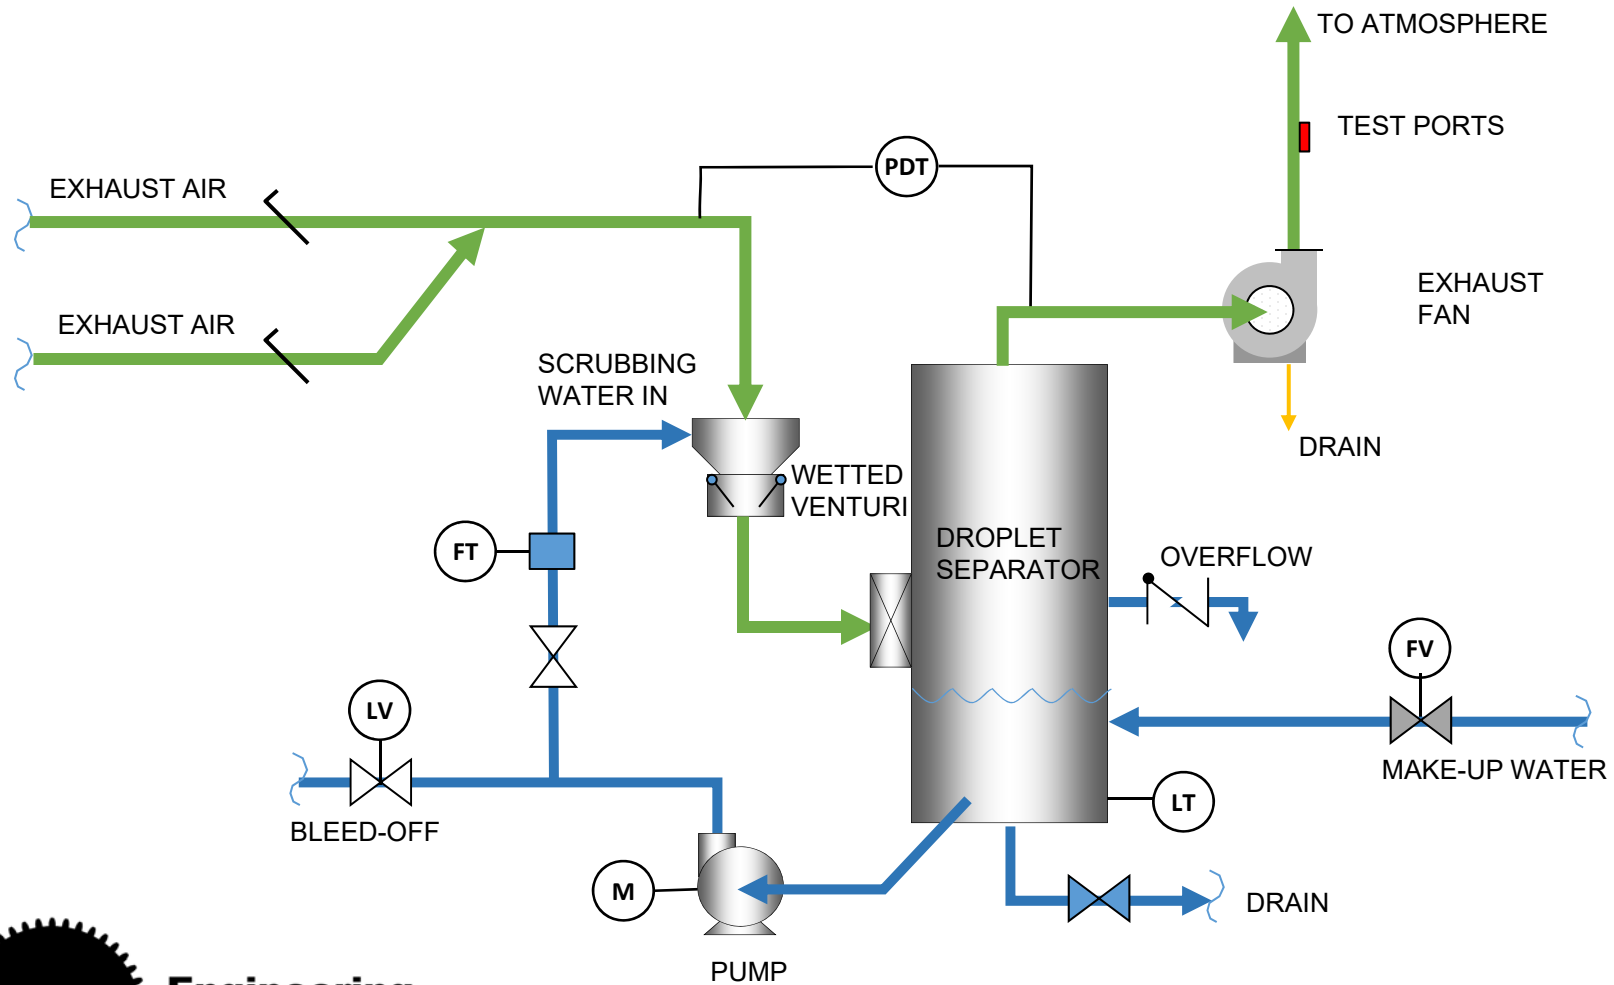 TO ATMOSPHERE
TEST PORTS
PDT
EXHAUST AIR
EXHAUST
FAN
EXHAUST AIR
SCRUBBING
WATER IN
DRAIN
WETTED
VENTURI
FT
DROPLET
SEPARATOR
OVERFLOW
FV
LV
MAKE-UP WATER
LT
BLEED-OFF
M
DRAIN
PUMP
Engineering